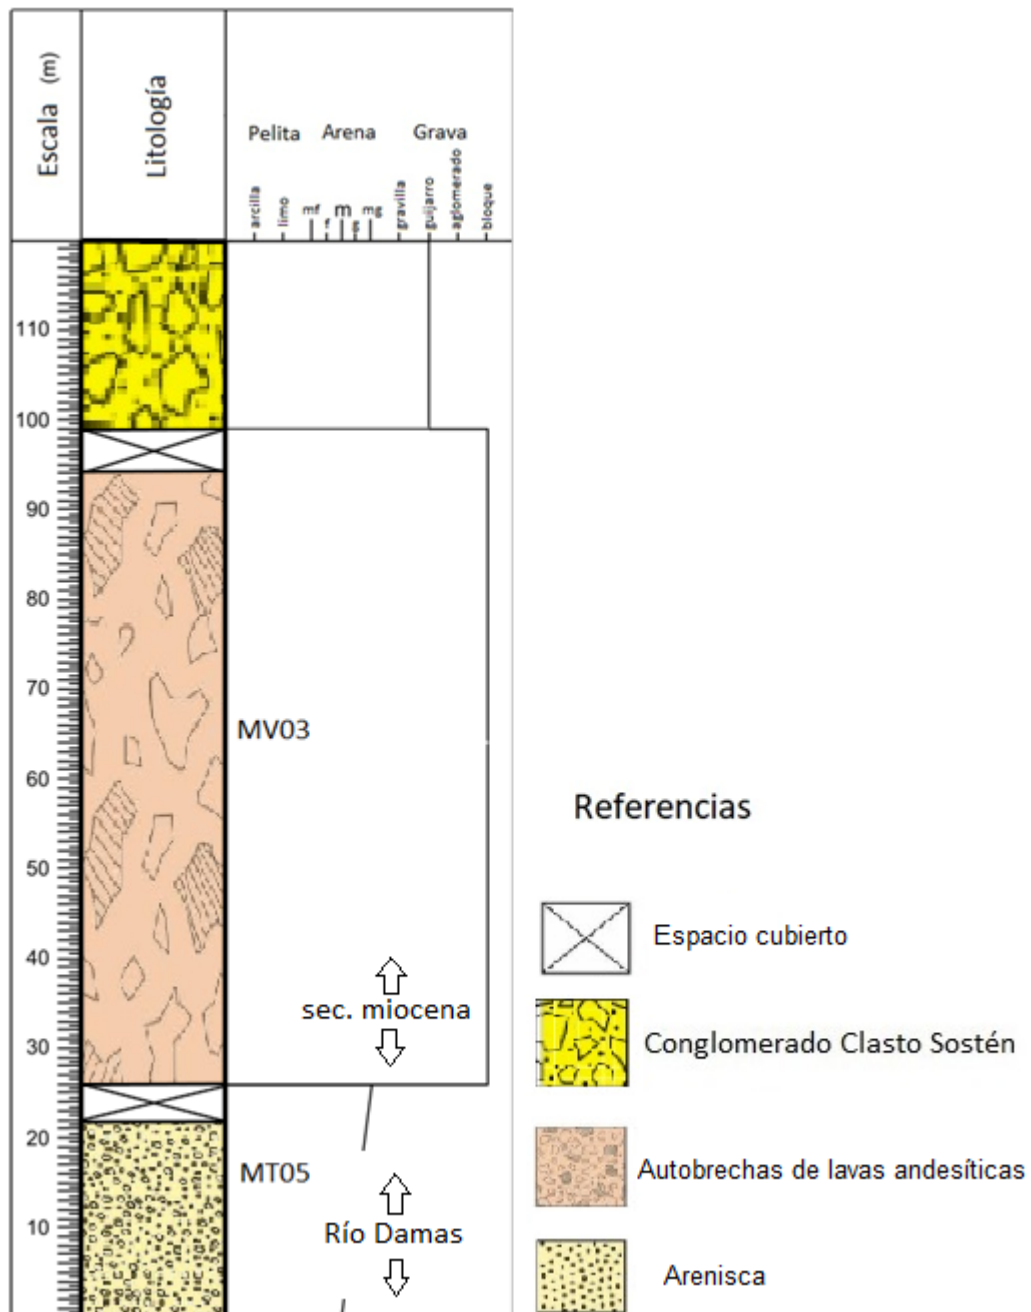 Escala (m)
Litología
Pelita Arena Grava
arcilla
limo
mf
f
m
mg
gravilla
guijarro
aglomerado
bloque
110
100
90
80
70
MV03
60
Referencias
50
Espacio cubierto
40
sec. miocena
Conglomerado Clasto Sostén
30
20
MT05
Autobrechas de lavas andesíticas
10
Río Damas
Arenisca